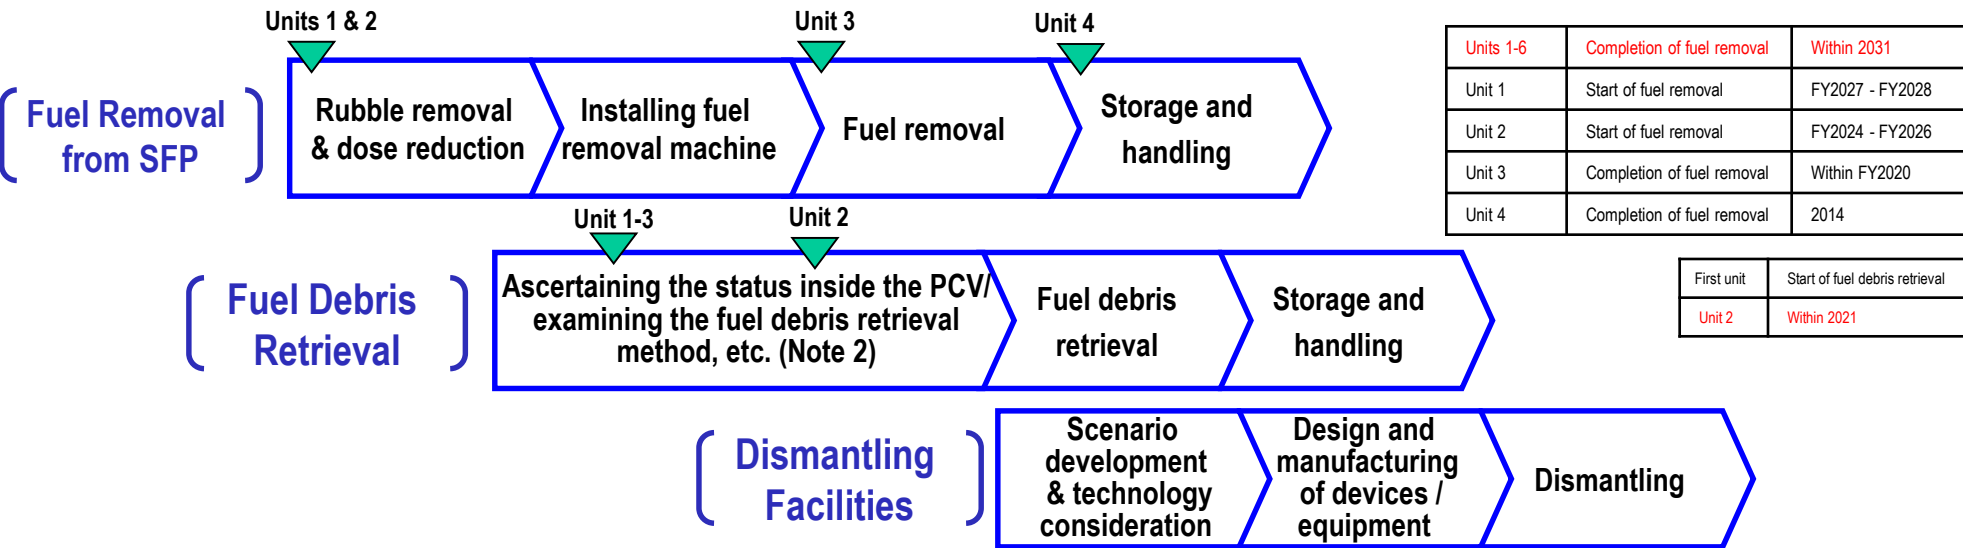 Units 1 & 2
Unit 3
Unit 4
Fuel Removal
from SFP
Rubble removal
& dose reduction
Installing fuel
removal machine
Fuel removal
Storage and
handling
Units 1-6 Completion of fuel removal Within 2031
Unit 1 Start of fuel removal FY2027 - FY2028
Unit 2 Start of fuel removal FY2024 - FY2026
Unit 3 Completion of fuel removal Within FY2020
Unit 4 Completion of fuel removal 2014
Unit 1-3
Unit 2
Fuel Debris
Retrieval
Ascertaining the status inside the PCV/
examining the fuel debris retrieval
method, etc. (Note 2)
Fuel debris
retrieval
Storage and
handling
First unit Start of fuel debris retrieval
Unit 2 Within 2021
Dismantling
Facilities
Scenario
development
& technology
consideration
Design and
manufacturing
of devices /
equipment
Dismantling